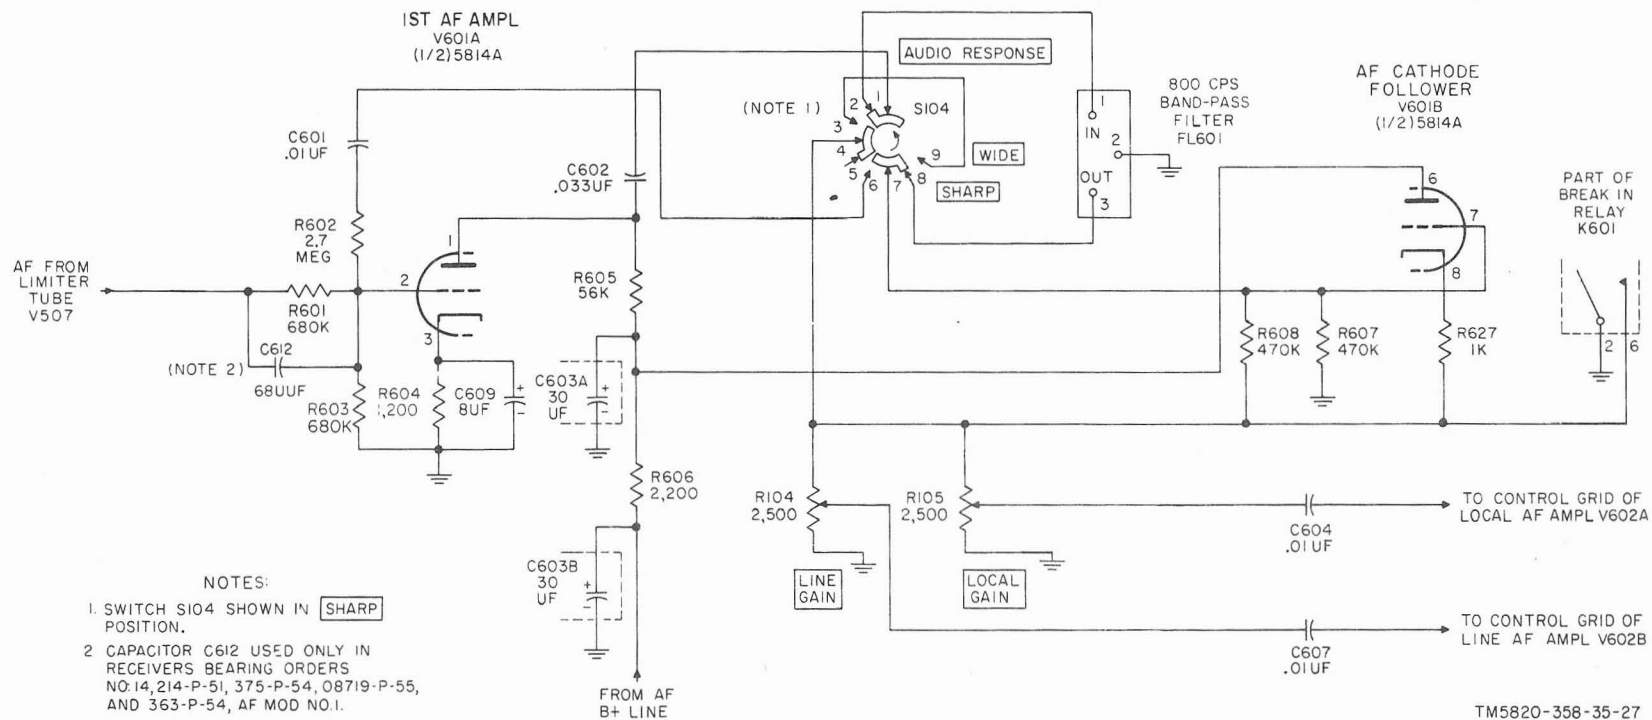 1ST AF AMPL
V601A
(1/2)5814A
AUDIO RESPONSE
(NOTE 1)
S104
1
2
3
4
5
6
7
8
9
WIDE
SHARP
1
IN
2
OUT
3
800 CPS
BAND-PASS
FILTER
FL601
AF CATHODE
FOLLOWER
V601B
(1/2)5814A
6
7
8
PART OF
BREAK IN
RELAY
K601
2
6
C601
.01UF
C602
.033UF
R602
2.7
MEG
AF FROM
LIMITER
TUBE
V507
R601
680K
1
2
3
R605
56K
C612
68UUF
(NOTE 2)
R603
680K
R604
1,200
C609
8UF
+
-
C603A
30
UF
+
-
R608
470K
R607
470K
R627
1K
R606
2,200
R104
2,500
R105
2,500
C604
.01UF
TO CONTROL GRID OF
LOCAL AF AMPL V602A
C603B
30
UF
+
-
LINE
GAIN
LOCAL
GAIN
C607
.01UF
TO CONTROL GRID OF
LINE AF AMPL V602B
FROM AF
B+ LINE
NOTES:
1. SWITCH S104 SHOWN IN SHARP
POSITION.
2 CAPACITOR C612 USED ONLY IN
RECEIVERS BEARING ORDERS
NO.14,214-P-51, 375-P-54, 08719-P-55,
AND 363-P-54, AF MOD NO.1.
TM5820-358-35-27